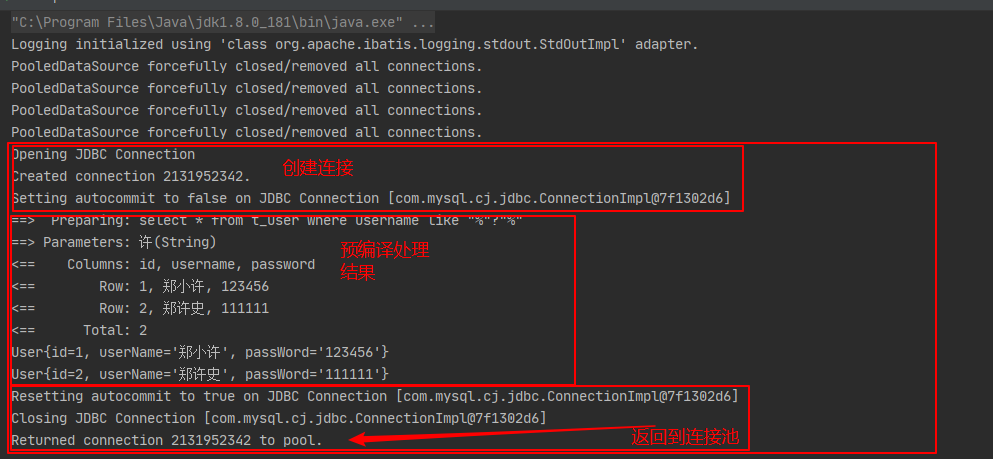 "C:\Program Files\Java\jdk1.8.0_181\bin\java.exe" ...
Logging initialized using 'class org.apache.ibatis.logging.stdout.StdOutImpl' adapter.
PooledDataSource forcefully closed/removed all connections.
PooledDataSource forcefully closed/removed all connections.
PooledDataSource forcefully closed/removed all connections.
PooledDataSource forcefully closed/removed all connections.
Opening JDBC Connection
创建连接
Created connection 2131952342.
Setting autocommit to false on JDBC Connection [com.mysql.cj.jdbc.ConnectionImpl@7f1302d6]
==>  Preparing: select * from t_user where username like "%"?"%"
==> Parameters: 许(String)
预编译处理
<==    Columns: id, username, password
结果
<==        Row: 1, 郑小许, 123456
<==        Row: 2, 郑许史, 111111
<==      Total: 2
User{id=1, userName='郑小许', passWord='123456'}
User{id=2, userName='郑许史', passWord='111111'}
Resetting autocommit to true on JDBC Connection [com.mysql.cj.jdbc.ConnectionImpl@7f1302d6]
Closing JDBC Connection [com.mysql.cj.jdbc.ConnectionImpl@7f1302d6]
Returned connection 2131952342 to pool.
返回到连接池